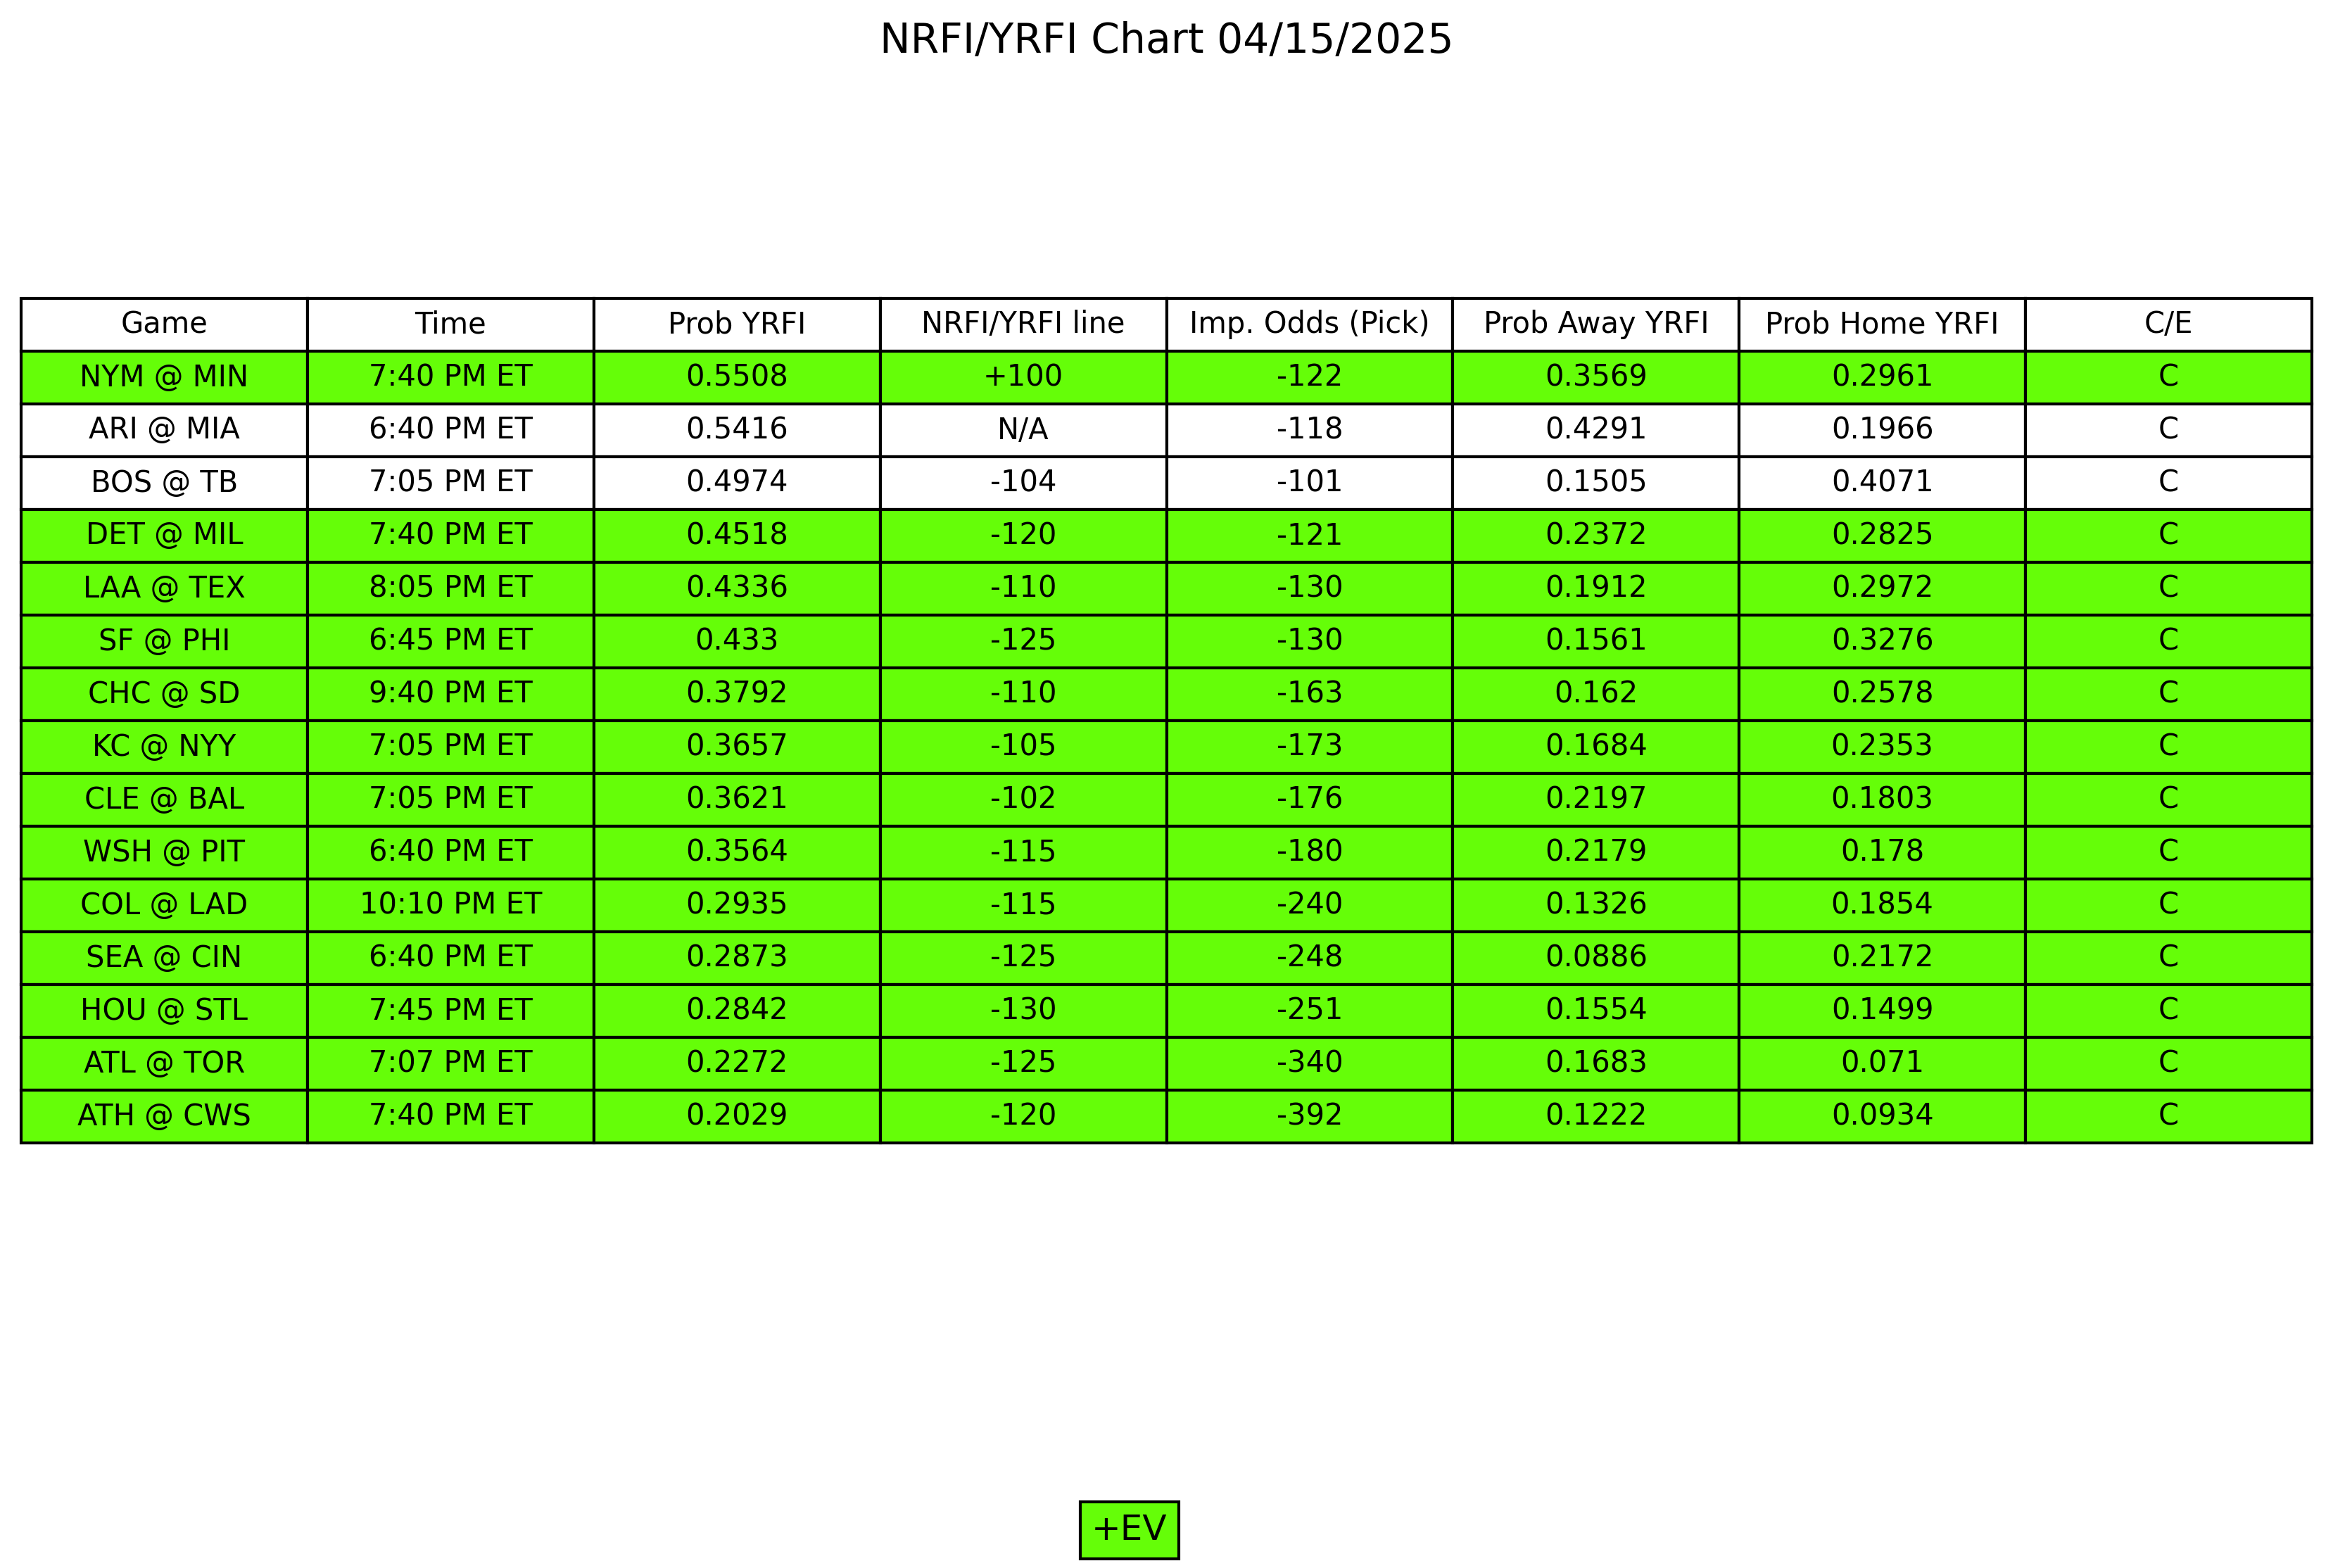 NRFI/YRFI Chart 04/15/2025
Game Time Prob YRFI NRFI/YRFI line Imp. Odds (Pick) Prob Away YRFI Prob Home YRFI C/E
NYM @ MIN 7:40 PM ET 0.5508 +100 -122 0.3569 0.2961 C
ARI @ MIA 6:40 PM ET 0.5416 N/A -118 0.4291 0.1966 C
BOS @ TB 7:05 PM ET 0.4974 -104 -101 0.1505 0.4071 C
DET @ MIL 7:40 PM ET 0.4518 -120 -121 0.2372 0.2825 C
LAA @ TEX 8:05 PM ET 0.4336 -110 -130 0.1912 0.2972 C
SF @ PHI 6:45 PM ET 0.433 -125 -130 0.1561 0.3276 C
CHC @ SD 9:40 PM ET 0.3792 -110 -163 0.162 0.2578 C
KC @ NYY 7:05 PM ET 0.3657 -105 -173 0.1684 0.2353 C
CLE @ BAL 7:05 PM ET 0.3621 -102 -176 0.2197 0.1803 C
WSH @ PIT 6:40 PM ET 0.3564 -115 -180 0.2179 0.178 C
COL @ LAD 10:10 PM ET 0.2935 -115 -240 0.1326 0.1854 C
SEA @ CIN 6:40 PM ET 0.2873 -125 -248 0.0886 0.2172 C
HOU @ STL 7:45 PM ET 0.2842 -130 -251 0.1554 0.1499 C
ATL @ TOR 7:07 PM ET 0.2272 -125 -340 0.1683 0.071 C
ATH @ CWS 7:40 PM ET 0.2029 -120 -392 0.1222 0.0934 C
+EV